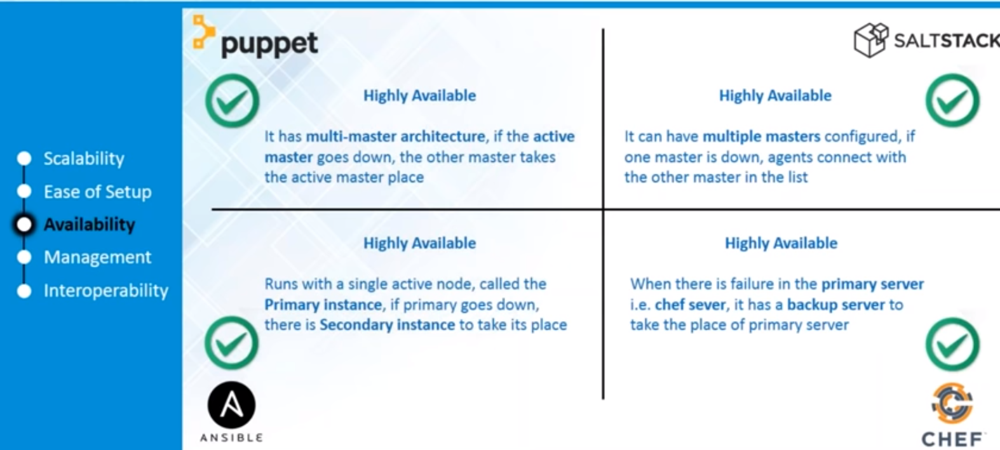 Scalability
Ease of Setup
Availability
Management
Interoperability
puppet
Highly Available
It has multi-master architecture, if the active
master goes down, the other master takes
the active master place
SALTSTACK
Highly Available
It can have multiple masters configured, if
one master is down, agents connect with
the other master in the list
Highly Available
Runs with a single active node, called the
Primary instance, if primary goes down,
there is Secondary instance to take its place
ANSIBLE
Highly Available
When there is failure in the primary server
i.e. chef sever, it has a backup server to
take the place of primary server
CHEF